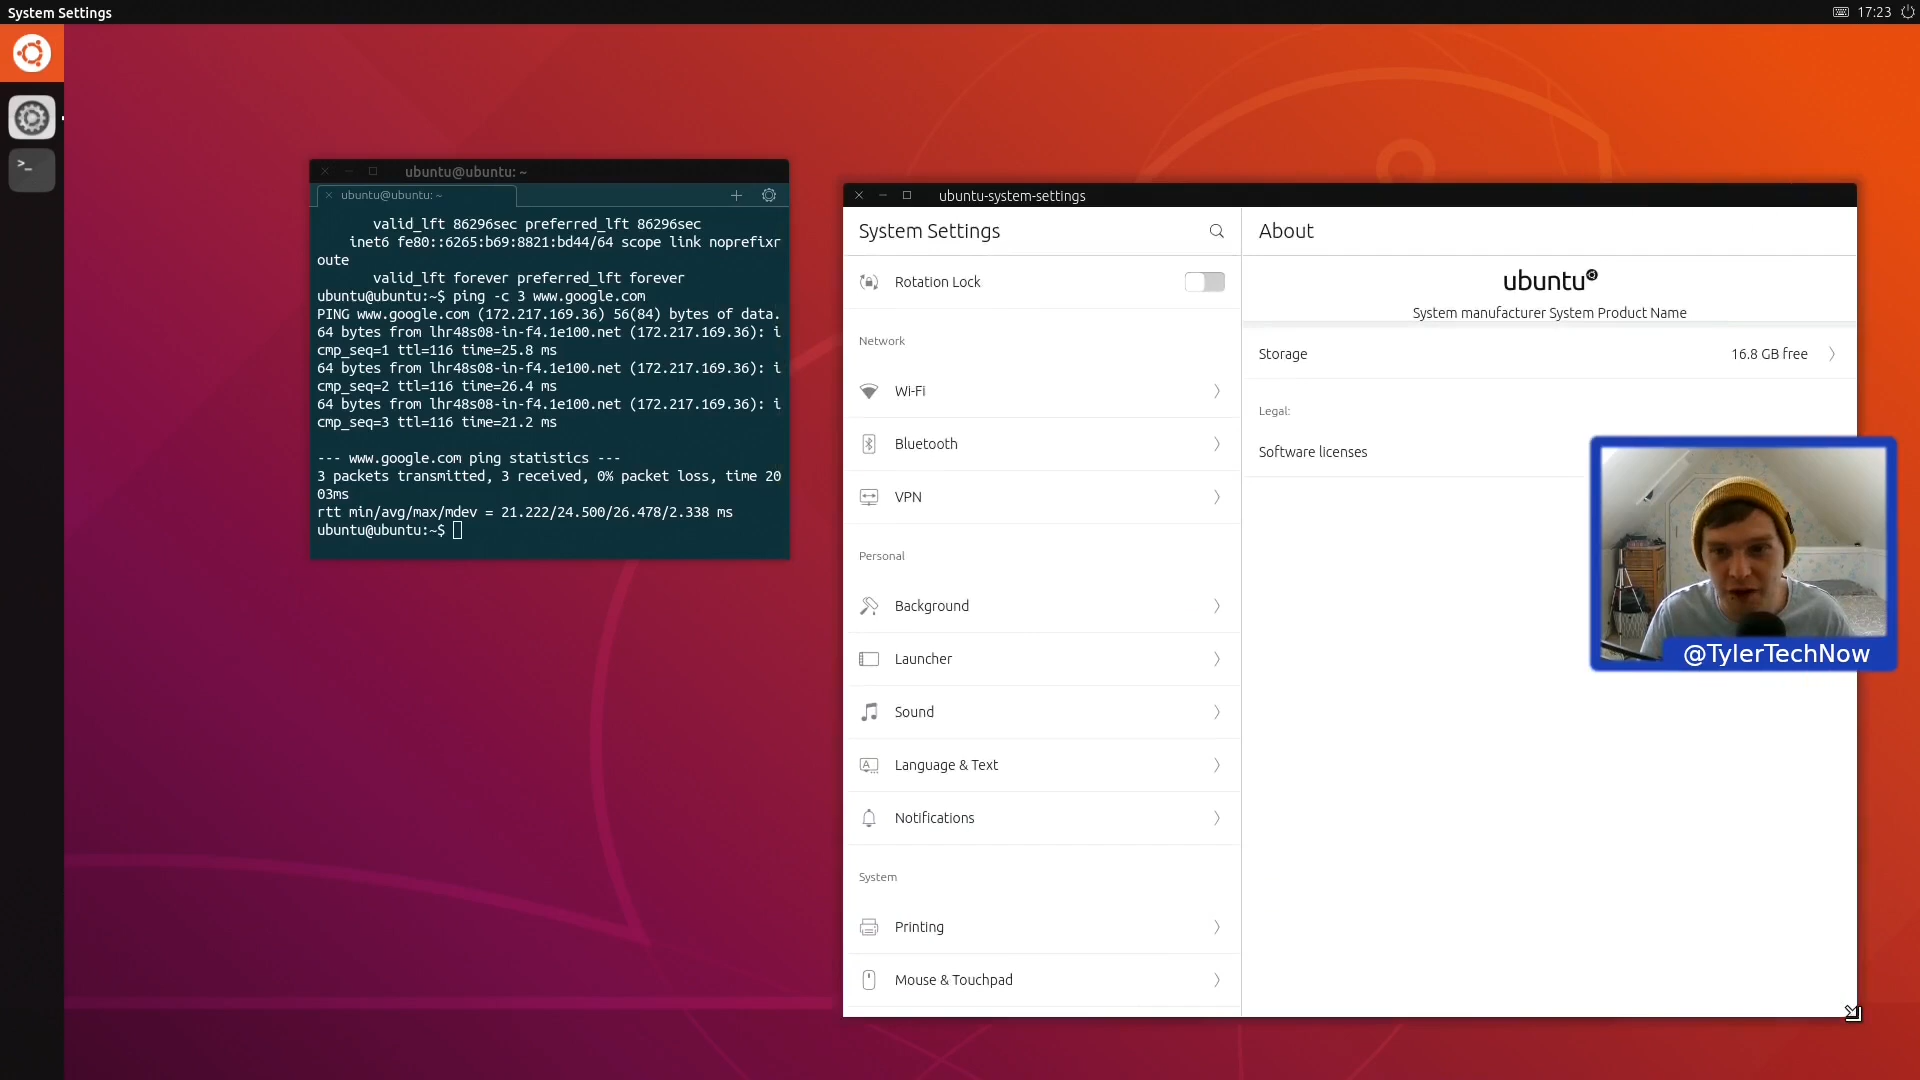 System Settings
17:23
ubuntu@ubuntu: ~
ubuntu@ubuntu: ~
valid_lft 86296sec preferred_lft 86296sec
inet6 fe80::6265:b69:8821:bd44/64 scope link noprefixr
oute
valid_lft forever preferred_lft forever
ubuntu@ubuntu:~$ ping -c 3 www.google.com
PING www.google.com (172.217.169.36) 56(84) bytes of data.
64 bytes from lhr48s08-in-f4.1e100.net (172.217.169.36): i
cmp_seq=1 ttl=116 time=25.8 ms
64 bytes from lhr48s08-in-f4.1e100.net (172.217.169.36): i
cmp_seq=2 ttl=116 time=26.4 ms
64 bytes from lhr48s08-in-f4.1e100.net (172.217.169.36): i
cmp_seq=3 ttl=116 time=21.2 ms
--- www.google.com ping statistics ---
3 packets transmitted, 3 received, 0% packet loss, time 20
03ms
rtt min/avg/max/mdev = 21.222/24.500/26.478/2.338 ms
ubuntu@ubuntu:~$
ubuntu-system-settings
System Settings
Rotation Lock
Network
Wi-Fi
Bluetooth
VPN
Personal
Background
Launcher
Sound
Language & Text
Notifications
System
Printing
Mouse & Touchpad
About
ubuntu
System manufacturer System Product Name
Storage 16.8 GB free
Legal:
Software licenses
@TylerTechNow